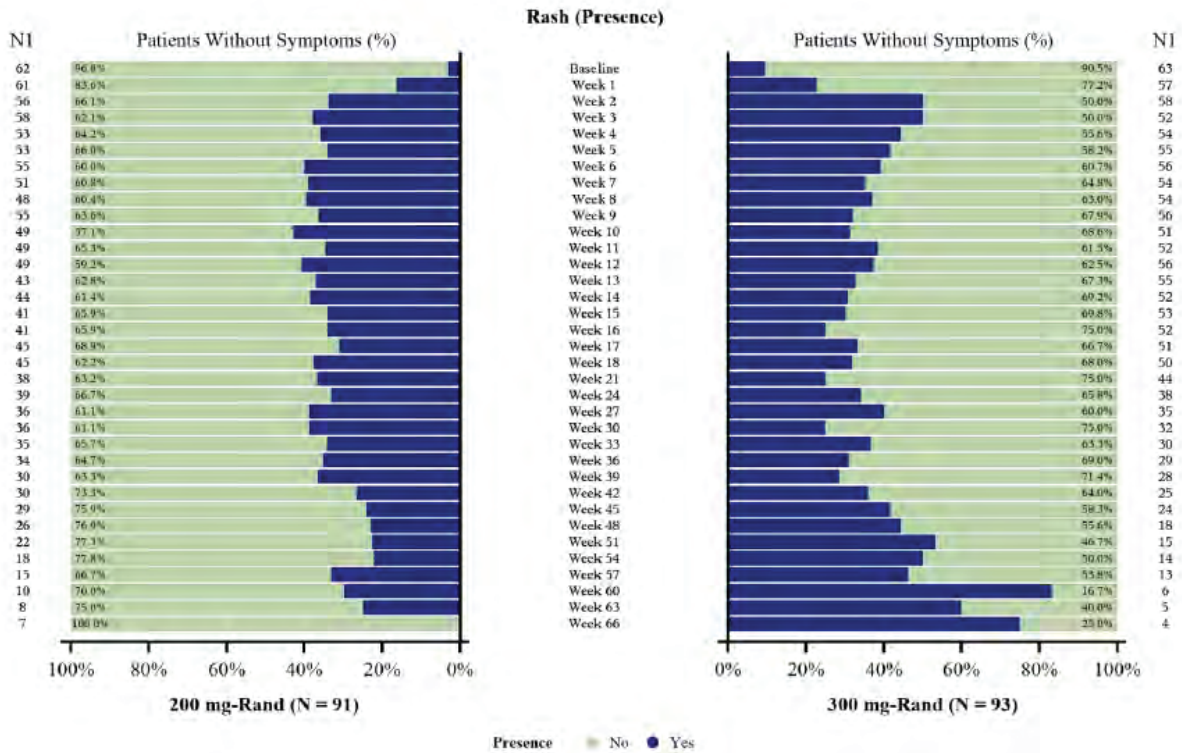 Rash (Presence)
N1 Patients Without Symptoms (%) Patients Without Symptoms (%) N1
62 96.8% Baseline 90.5% 63
61 83.6% Week 1 77.2% 57
56 66.1% Week 2 50.0% 58
58 62.1% Week 3 50.0% 52
53 64.2% Week 4 55.6% 54
53 66.0% Week 5 58.2% 55
55 60.0% Week 6 60.7% 56
51 60.8% Week 7 64.8% 54
48 60.4% Week 8 63.0% 54
55 63.6% Week 9 67.9% 56
49 57.1% Week 10 68.6% 51
49 65.3% Week 11 61.5% 52
49 59.2% Week 12 62.5% 56
43 62.8% Week 13 67.3% 55
44 61.4% Week 14 69.2% 52
41 65.9% Week 15 69.8% 53
41 65.9% Week 16 75.0% 52
45 68.9% Week 17 66.7% 51
45 62.2% Week 18 68.0% 50
38 63.2% Week 21 75.0% 44
39 66.7% Week 24 65.8% 38
36 61.1% Week 27 60.0% 35
36 61.1% Week 30 75.0% 32
35 65.7% Week 33 63.3% 30
34 64.7% Week 36 69.0% 29
30 63.3% Week 39 71.4% 28
30 73.3% Week 42 64.0% 25
29 75.9% Week 45 58.3% 24
26 76.9% Week 48 55.6% 18
22 77.3% Week 51 46.7% 15
18 77.8% Week 54 50.0% 14
15 66.7% Week 57 53.8% 13
10 70.0% Week 60 16.7% 6
8 75.0% Week 63 40.0% 5
7 100.0% Week 66 25.0% 4
100% 80% 60% 40% 20% 0% 0% 20% 40% 60% 80% 100%
200 mg-Rand (N = 91) 300 mg-Rand (N = 93)
Presence No Yes